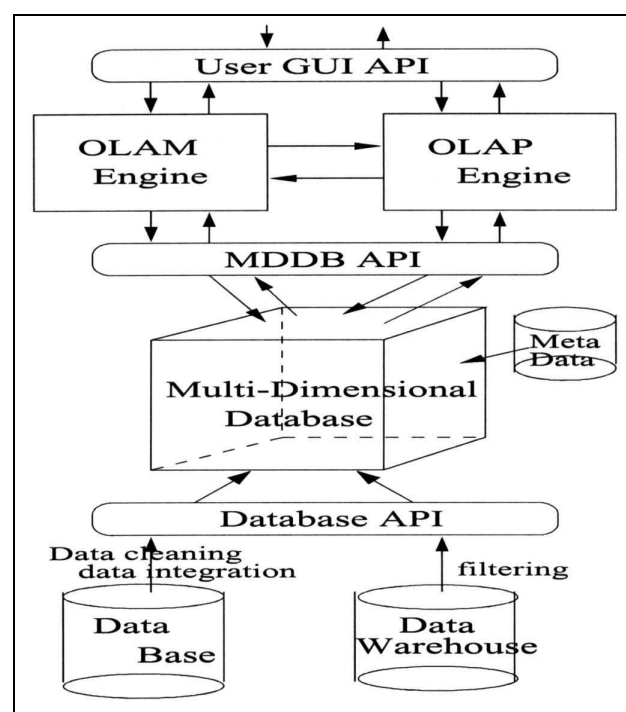 User GUI API
OLAM
Engine
OLAP
Engine
MDDB API
Meta
Data
Multi-Dimensional
Database
Database API
Data cleaning
data integration
filtering
Data
Base
Data
Warehouse